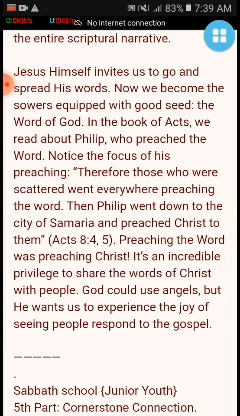 0:0KB/s U:0KB/s 83% 7:39 AM
No internet connection
the entire scriptural narrative.
Jesus Himself invites us to go and
spread His words. Now we become the
sowers equipped with good seed: the
Word of God. In the book of Acts, we
read about Philip, who preached the
Word. Notice the focus of his
preaching: “Therefore those who were
scattered went everywhere preaching
the word. Then Philip went down to the
city of Samaria and preached Christ to
them” (Acts 8:4, 5). Preaching the Word
was preaching Christ! It’s an incredible
privilege to share the words of Christ
with people. God could use angels, but
He wants us to experience the joy of
seeing people respond to the gospel.
—————
.
Sabbath school {Junior Youth}
5th Part: Cornerstone Connection.